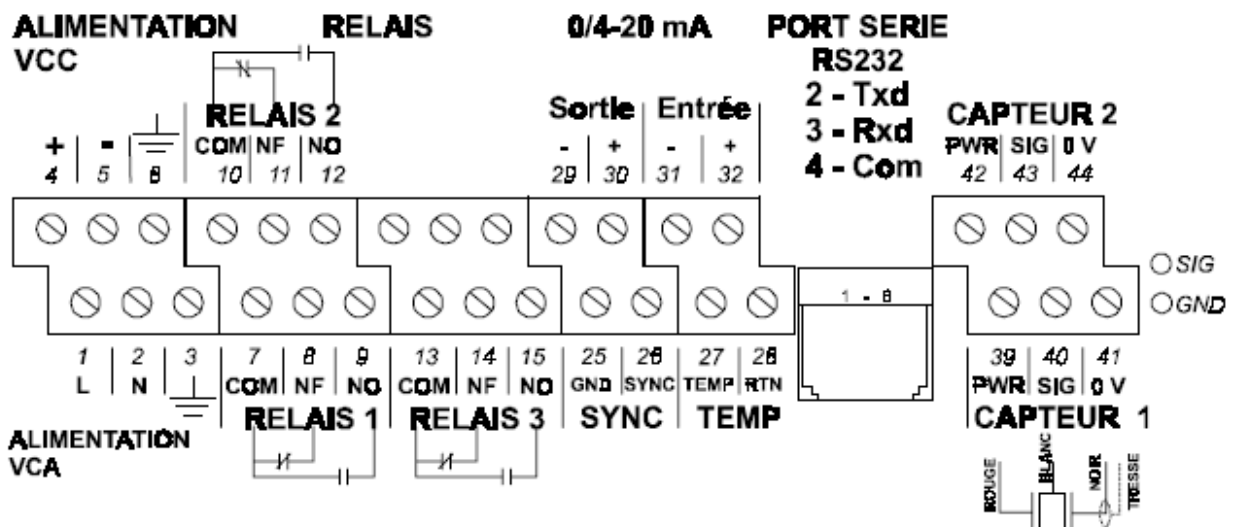 ALIMENTATION RELAIS 0/4-20 mA PORT SERIE
VCC RS232
2 - Txd
RELAIS 2 Sortie Entrée CAPTEUR 2
3 - Rxd
+ - COM NF NO - + - + PWR SIG 0 V
4 - Com
4 5 6 10 11 12 29 30 31 32 42 43 44
SIG
1 - 6
GND
1 2 3 7 8 9 13 14 15 25 26 27 28 39 40 41
L N COM NF NO COM NF NO GND SYNC TEMP RTN PWR SIG 0 V
RELAIS 1 RELAIS 3 SYNC TEMP CAPTEUR 1
ALIMENTATION
VCA
ROUGE BLANC NOIR TRESSE